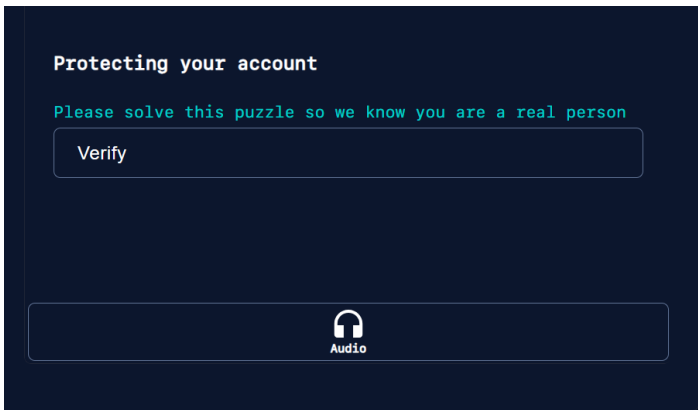 Protecting your account
Please solve this puzzle so we know you are a real person
Verify
Audio